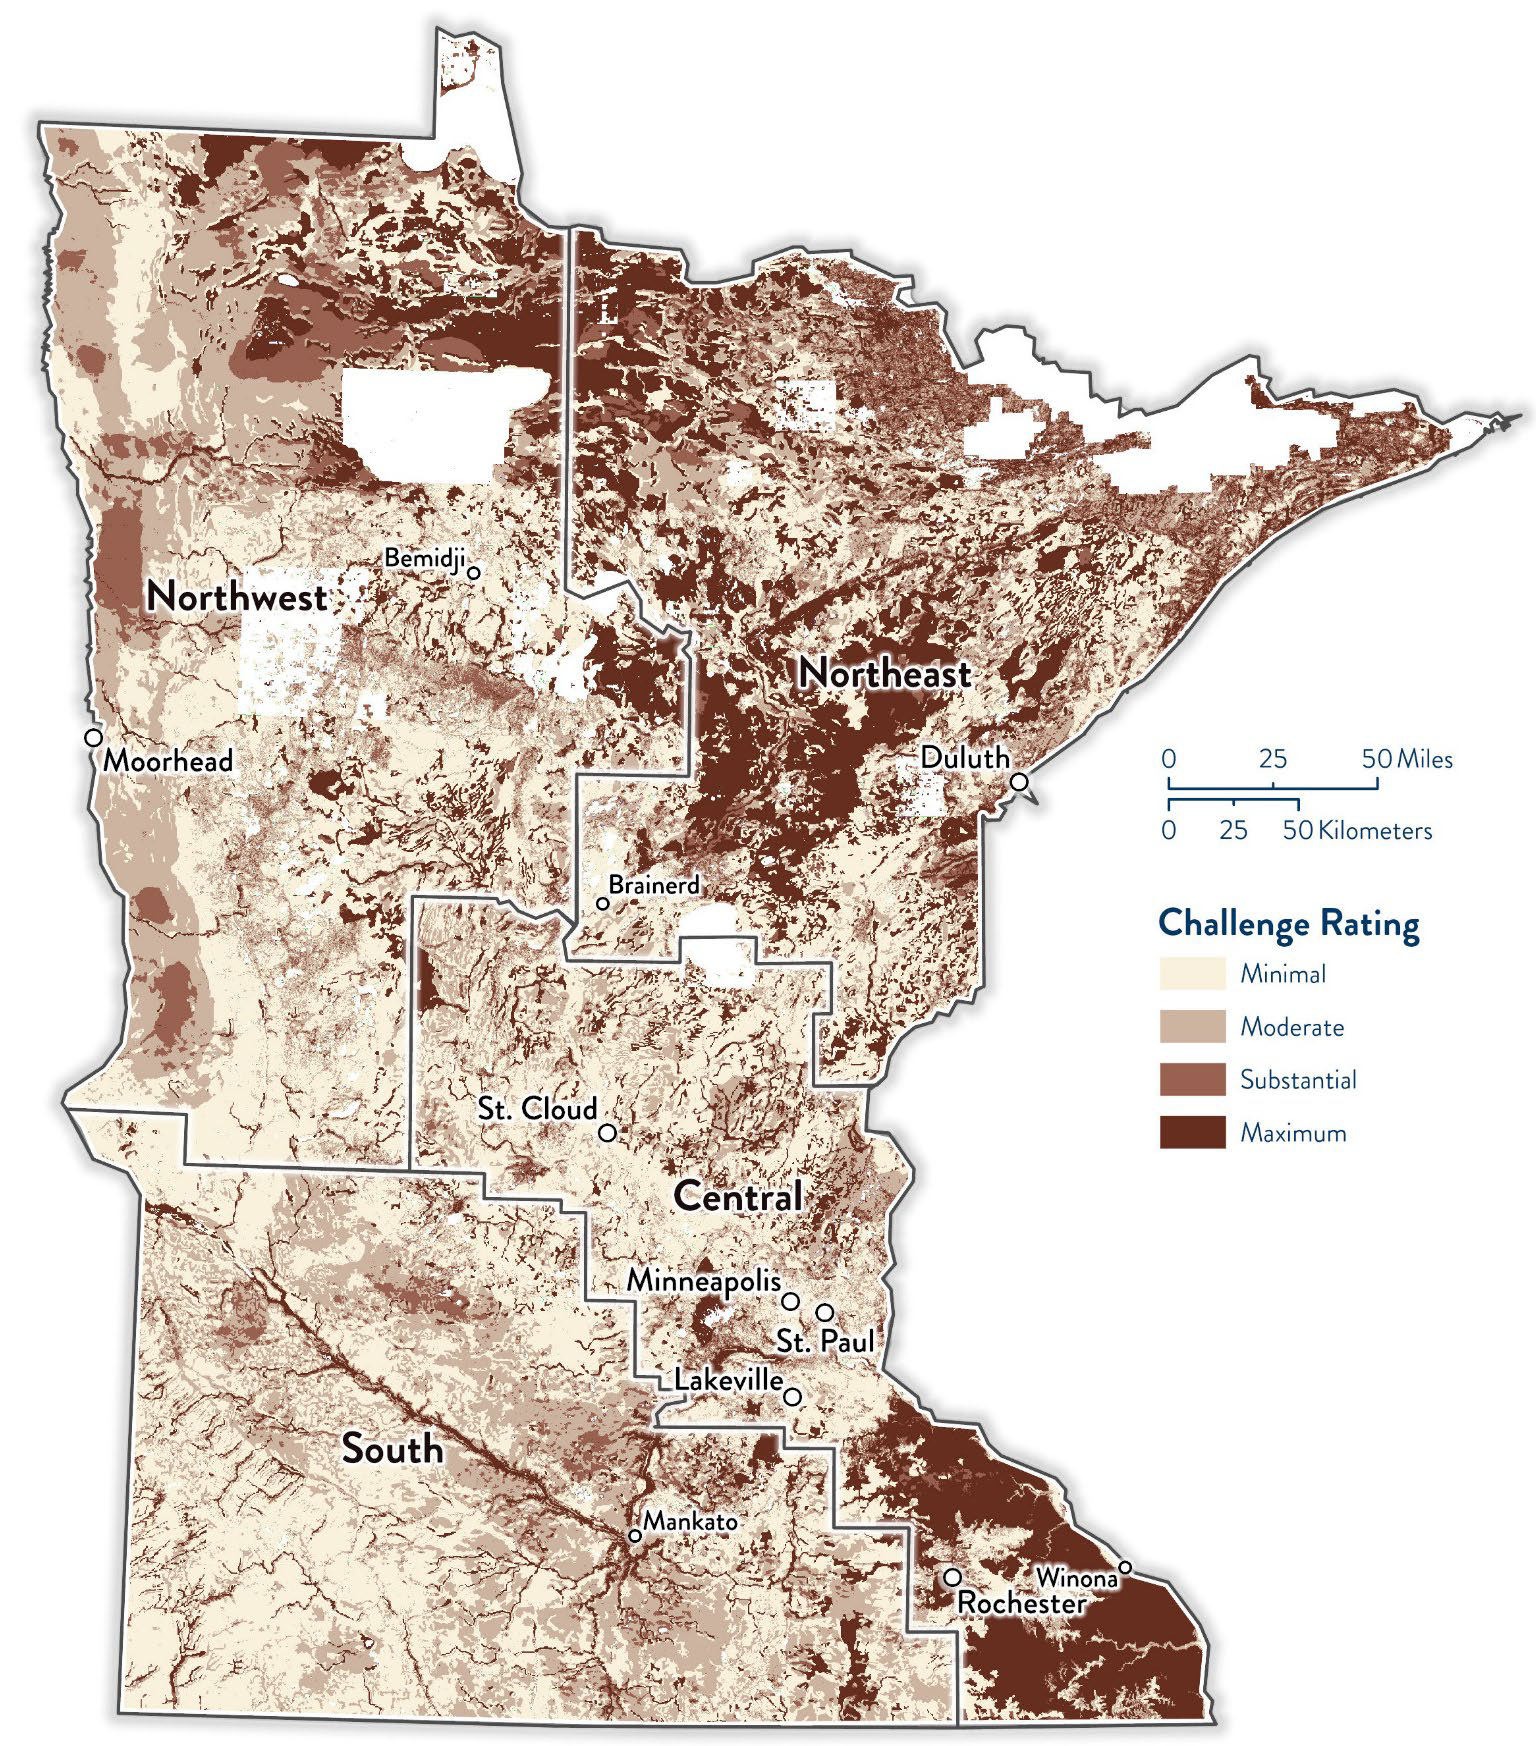 Bemidji
Northwest
Moorhead
Northeast
Duluth
0 25 50 Miles
0 25 50 Kilometers
Brainerd
Challenge Rating
Minimal
Moderate
Substantial
Maximum
St. Cloud
Central
Minneapolis
St. Paul
Lakeville
South
Mankato
Winona
Rochester